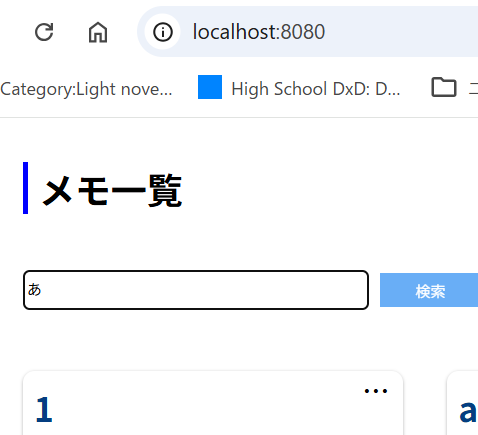 localhost:8080
Category:Light nove... High School DxD: D...
メモ一覧
あ 検索
1 a